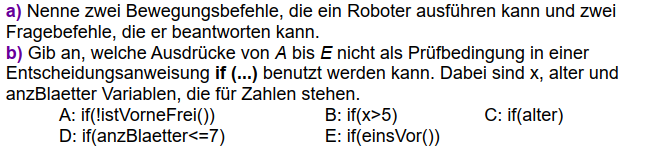 a) Nenne zwei Bewegungsbefehle, die ein Roboter ausführen kann und zwei
Fragebefehle, die er beantworten kann.
b) Gib an, welche Ausdrücke von A bis E nicht als Prüfbedingung in einer
Entscheidungsanweisung if (...) benutzt werden kann. Dabei sind x, alter und
anzBlaetter Variablen, die für Zahlen stehen.
A: if(!istVorneFrei()) B: if(x>5) C: if(alter)
D: if(anzBlaetter<=7) E: if(einsVor())